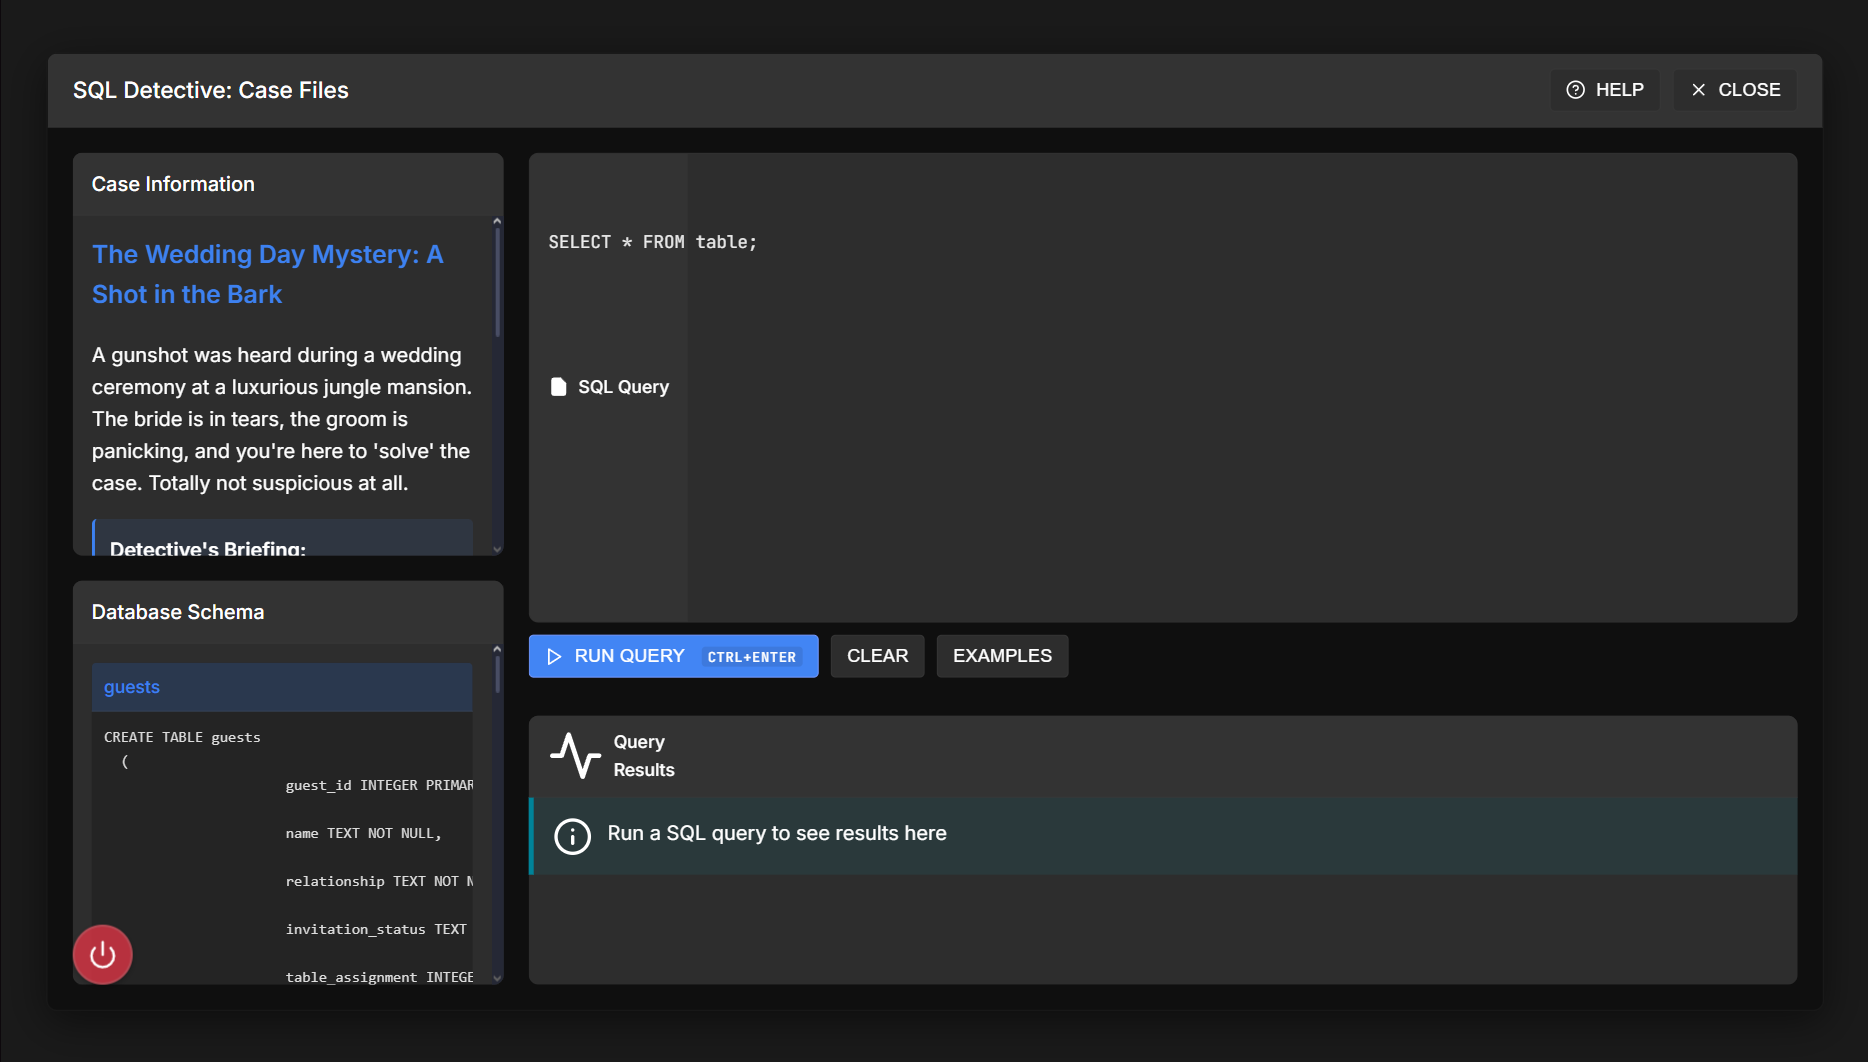 SQL Detective: Case Files
HELP
CLOSE
Case Information
The Wedding Day Mystery: A
Shot in the Bark
A gunshot was heard during a wedding
ceremony at a luxurious jungle mansion.
The bride is in tears, the groom is
panicking, and you're here to 'solve' the
case. Totally not suspicious at all.
Detective's Briefing:
Database Schema
guests
CREATE TABLE guests
(
guest_id INTEGER PRIMAR
name TEXT NOT NULL,
relationship TEXT NOT N
invitation_status TEXT
table_assignment INTEGE
SELECT * FROM table;
SQL Query
RUN QUERY CTRL+ENTER
CLEAR
EXAMPLES
Query
Results
Run a SQL query to see results here